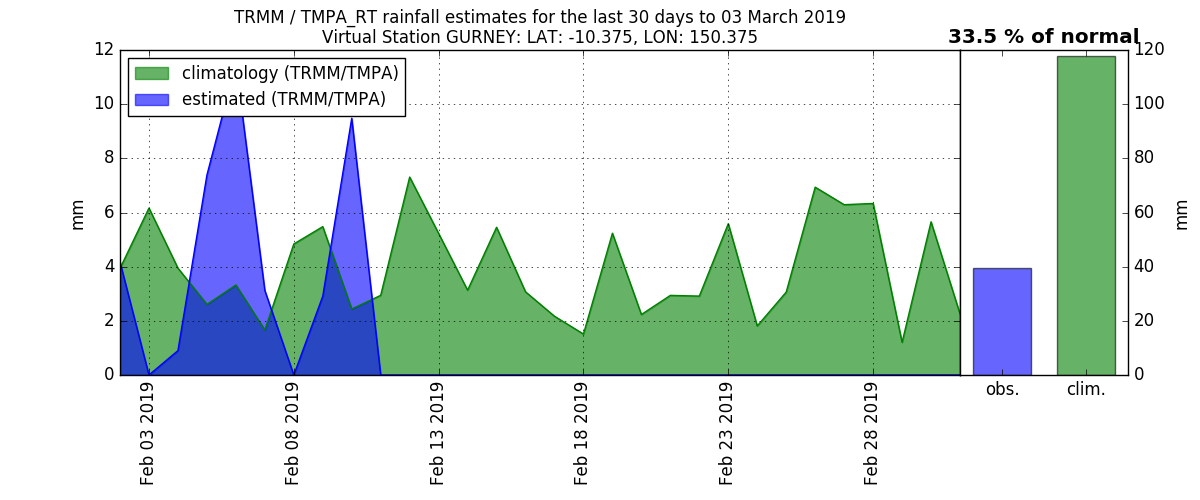 TRMM / TMPA_RT rainfall estimates for the last 30 days to 03 March 2019
Virtual Station GURNEY: LAT: -10.375, LON: 150.375
33.5 % of normal
climatology (TRMM/TMPA)
estimated (TRMM/TMPA)
12
10
8
6
4
2
0
mm
Feb 03 2019
Feb 08 2019
Feb 13 2019
Feb 18 2019
Feb 23 2019
Feb 28 2019
obs.
clim.
120
100
80
60
40
20
0
mm